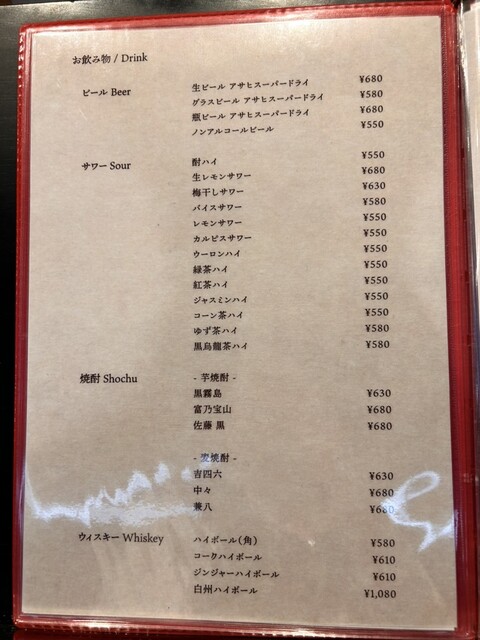 お飲み物 / Drink
ビール Beer
生ビール アサヒスーパードライ ¥680
グラスビール アサヒスーパードライ ¥580
瓶ビール アサヒスーパードライ ¥680
ノンアルコールビール ¥550
サワー Sour
酎ハイ ¥550
生レモンサワー ¥680
梅干しサワー ¥630
バイスサワー ¥580
レモンサワー ¥550
カルピスサワー ¥550
ウーロンハイ ¥550
緑茶ハイ ¥550
紅茶ハイ ¥550
ジャスミンハイ ¥550
コーン茶ハイ ¥550
ゆず茶ハイ ¥580
黒烏龍茶ハイ ¥580
焼酎 Shochu
- 芋焼酎 -
黒霧島 ¥630
富乃宝山 ¥680
佐藤 黒 ¥680
- 麦焼酎 -
吉四六 ¥630
中々 ¥680
兼八 ¥680
ウィスキー Whiskey
ハイボール（角） ¥580
コークハイボール ¥610
ジンジャーハイボール ¥610
白州ハイボール ¥1,080